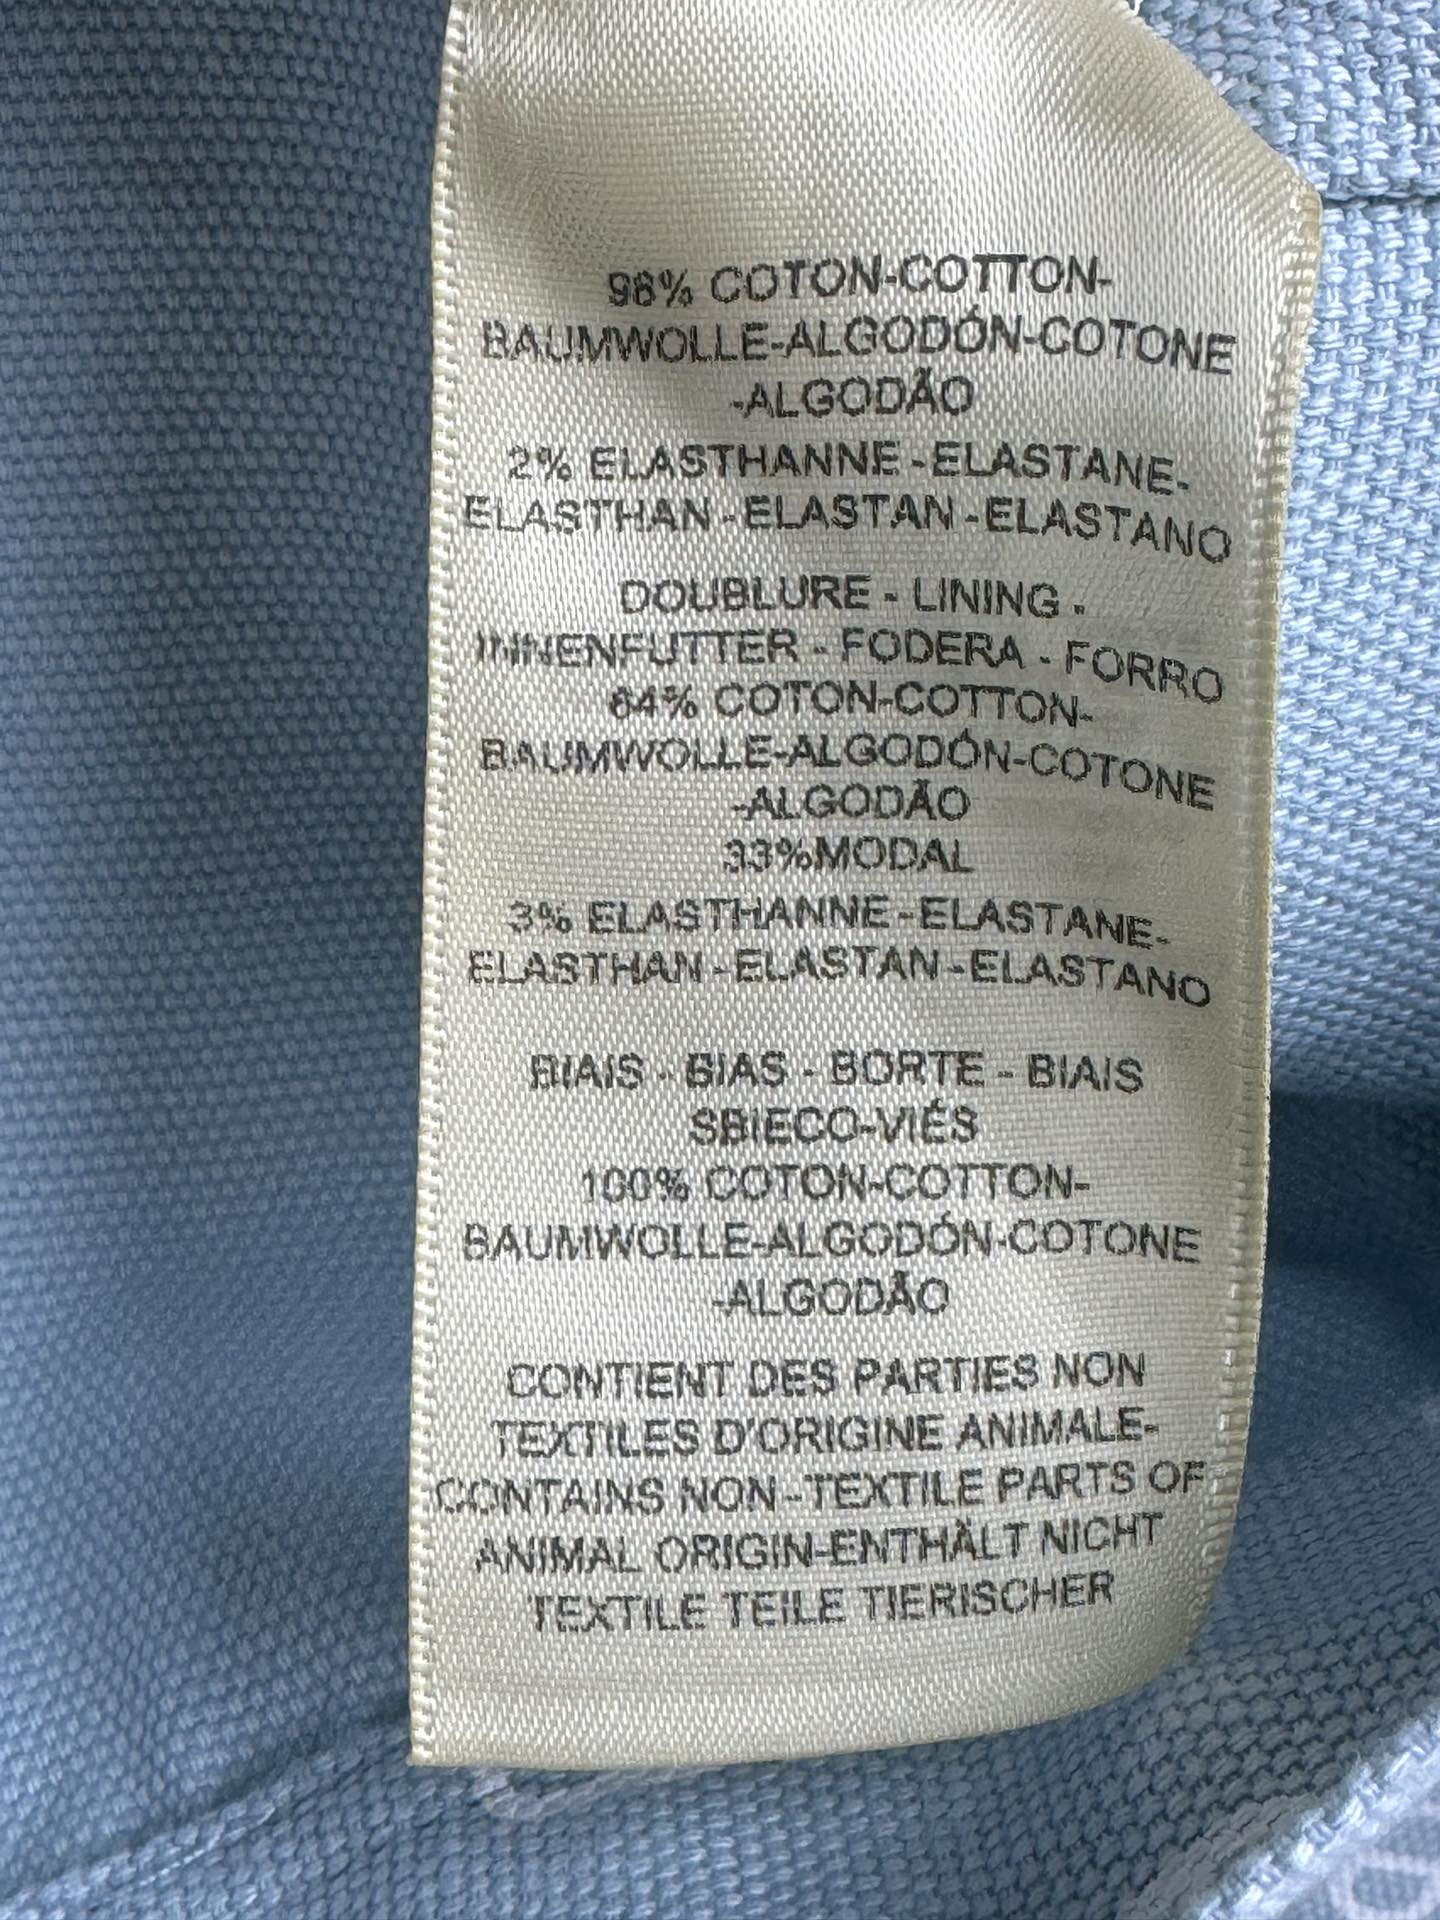 98% COTON-COTTON-
BAUMWOLLE-ALGODÓN-COTONE
-ALGODÃO
2% ELASTHANNE-ELASTANE-
ELASTHAN-ELASTAN-ELASTANO
DOUBLURE - LINING -
INNENFUTTER - FODERA - FORRO
64% COTON-COTTON-
BAUMWOLLE-ALGODÓN-COTONE
-ALGODÃO
33%MODAL
3% ELASTHANNE-ELASTANE-
ELASTHAN-ELASTAN-ELASTANO
BIAIS - BIAS - BORTE - BIAIS
SBIECO-VIÉS
100% COTON-COTTON-
BAUMWOLLE-ALGODÓN-COTONE
-ALGODÃO
CONTIENT DES PARTIES NON
TEXTILES D'ORIGINE ANIMALE-
CONTAINS NON-TEXTILE PARTS OF
ANIMAL ORIGIN-ENTHÄLT NICHT
TEXTILE TEILE TIERISCHER